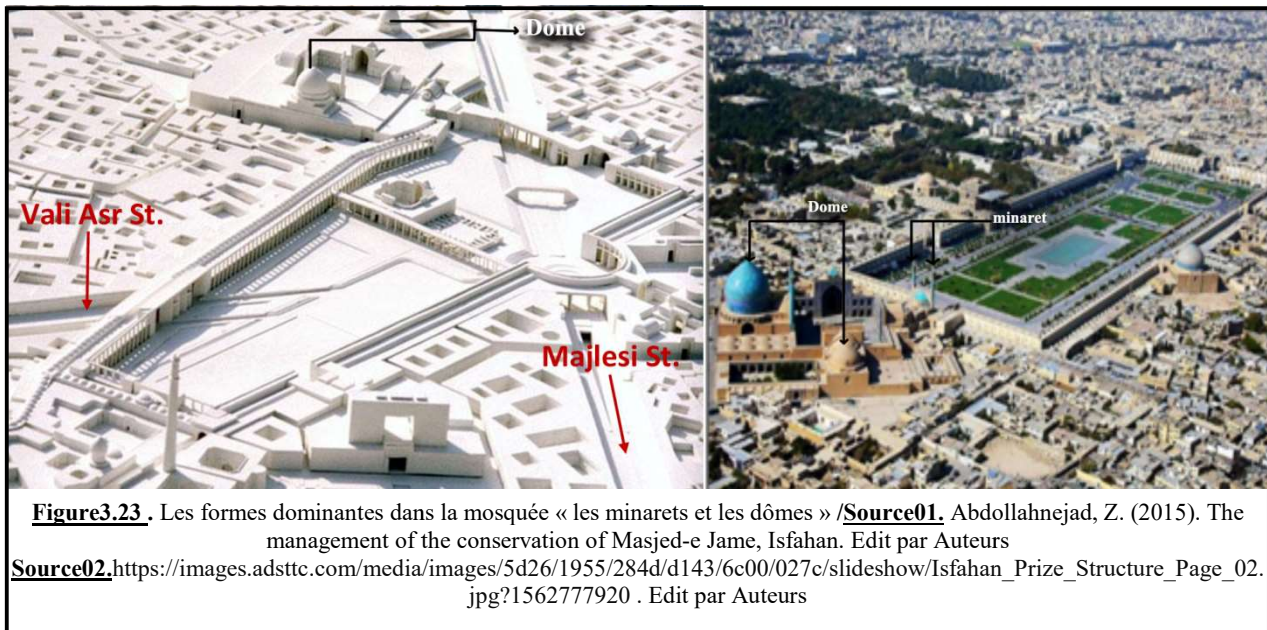 Dome
Vali Asr St.
Majlesi St.
Dome
minaret
Figure3.23 . Les formes dominantes dans la mosquée « les minarets et les dômes » /Source01. Abdollahnejad, Z. (2015). The
management of the conservation of Masjed-e Jame, Isfahan. Edit par Auteurs
Source02.https://images.adsttc.com/media/images/5d26/1955/284d/d143/6c00/027c/slideshow/Isfahan_Prize_Structure_Page_02.
jpg?1562777920 . Edit par Auteurs